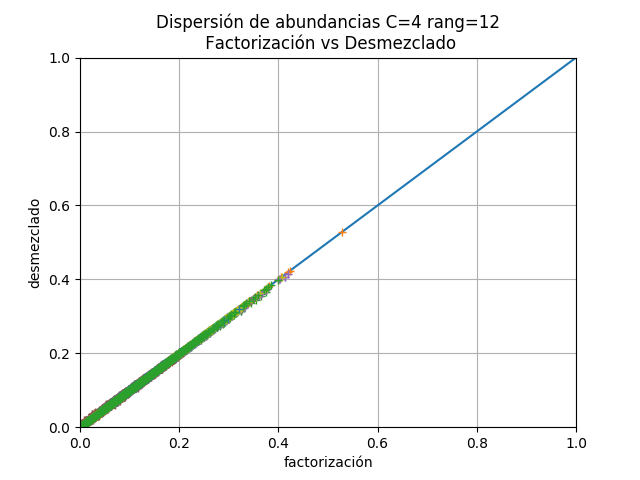 Dispersión de abundancias C=4 rang=12
Factorización vs Desmezclado
1.0
0.8
0.6
0.4
0.2
0.0
desmezclado
0.0 0.2 0.4 0.6 0.8 1.0
factorización